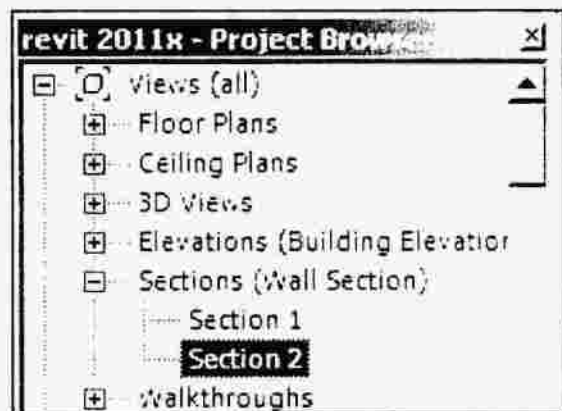 revit 2011x - Project Brow
Views (all)
Floor Plans
Ceiling Plans
3D Views
Elevations (Building Elevation
Sections (Wall Section)
Section 1
Section 2
Walkthroughs